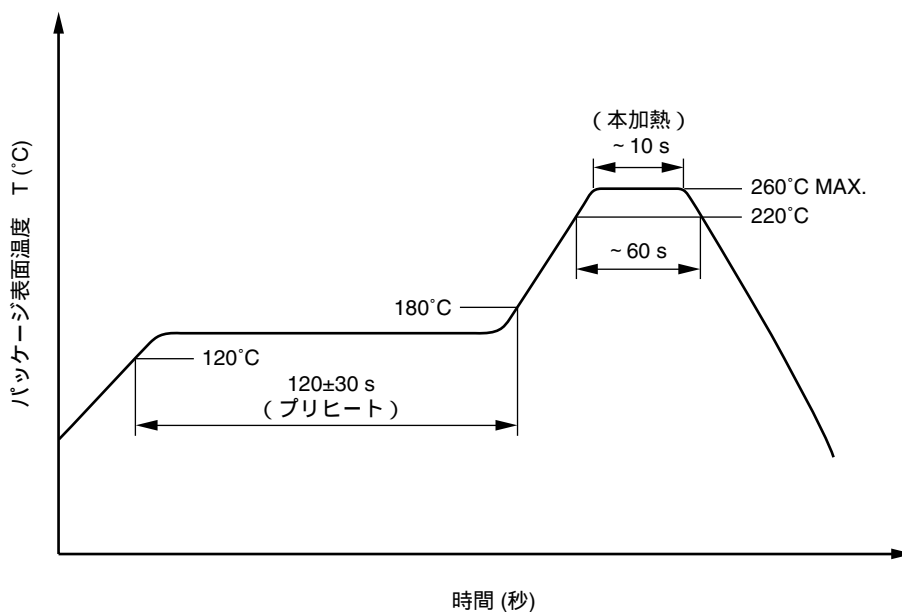 (本加熱)
~ 10 s
260˚C MAX.
220˚C
~ 60 s
180˚C
120˚C
120±30 s
(プリヒート)
パッケージ表面温度 T (˚C)
時間 (秒)